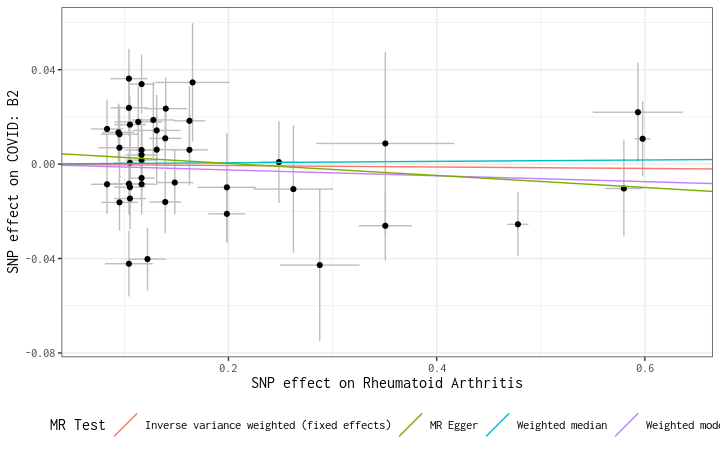 SNP effect on COVID: B2
0.04
0.00
-0.04
-0.08
0.2 0.4 0.6
SNP effect on Rheumatoid Arthritis
MR Test Inverse variance weighted (fixed effects) MR Egger Weighted median Weighted mode